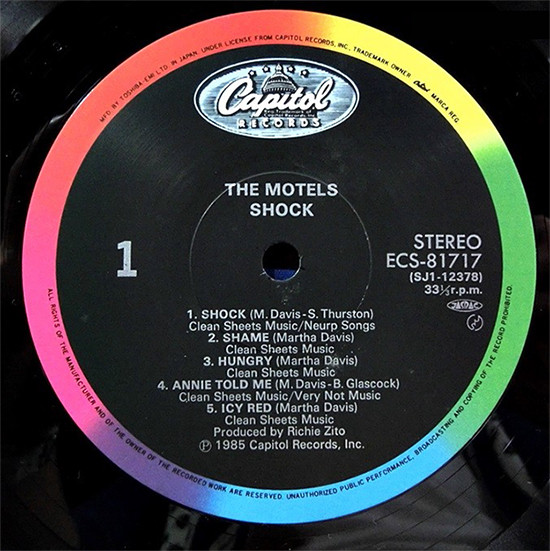 MFD. BY TOSHIBA-EMI LTD. IN JAPAN. UNDER LICENSE FROM CAPITOL RECORDS, INC., TRADEMARK OWNER MARCA REG.
Capitol
RECORDS
THE MOTELS
SHOCK
1
STEREO
ECS-81717
(SJ1-12378)
33⅓r.p.m.
JASRAC
1. SHOCK (M. Davis-S. Thurston)
Clean Sheets Music/Neurp Songs
2. SHAME (Martha Davis)
Clean Sheets Music
3. HUNGRY (Martha Davis)
Clean Sheets Music
4. ANNIE TOLD ME (M. Davis-B. Glascock)
Clean Sheets Music/Very Not Music
5. ICY RED (Martha Davis)
Clean Sheets Music
Produced by Richie Zito
Ⓟ 1985 Capitol Records, Inc.
ALL RIGHTS OF THE MANUFACTURER AND OF THE OWNER OF THE RECORDED WORK ARE RESERVED. UNAUTHORIZED PUBLIC PERFORMANCE, BROADCASTING AND COPYING OF THE RECORD PROHIBITED.